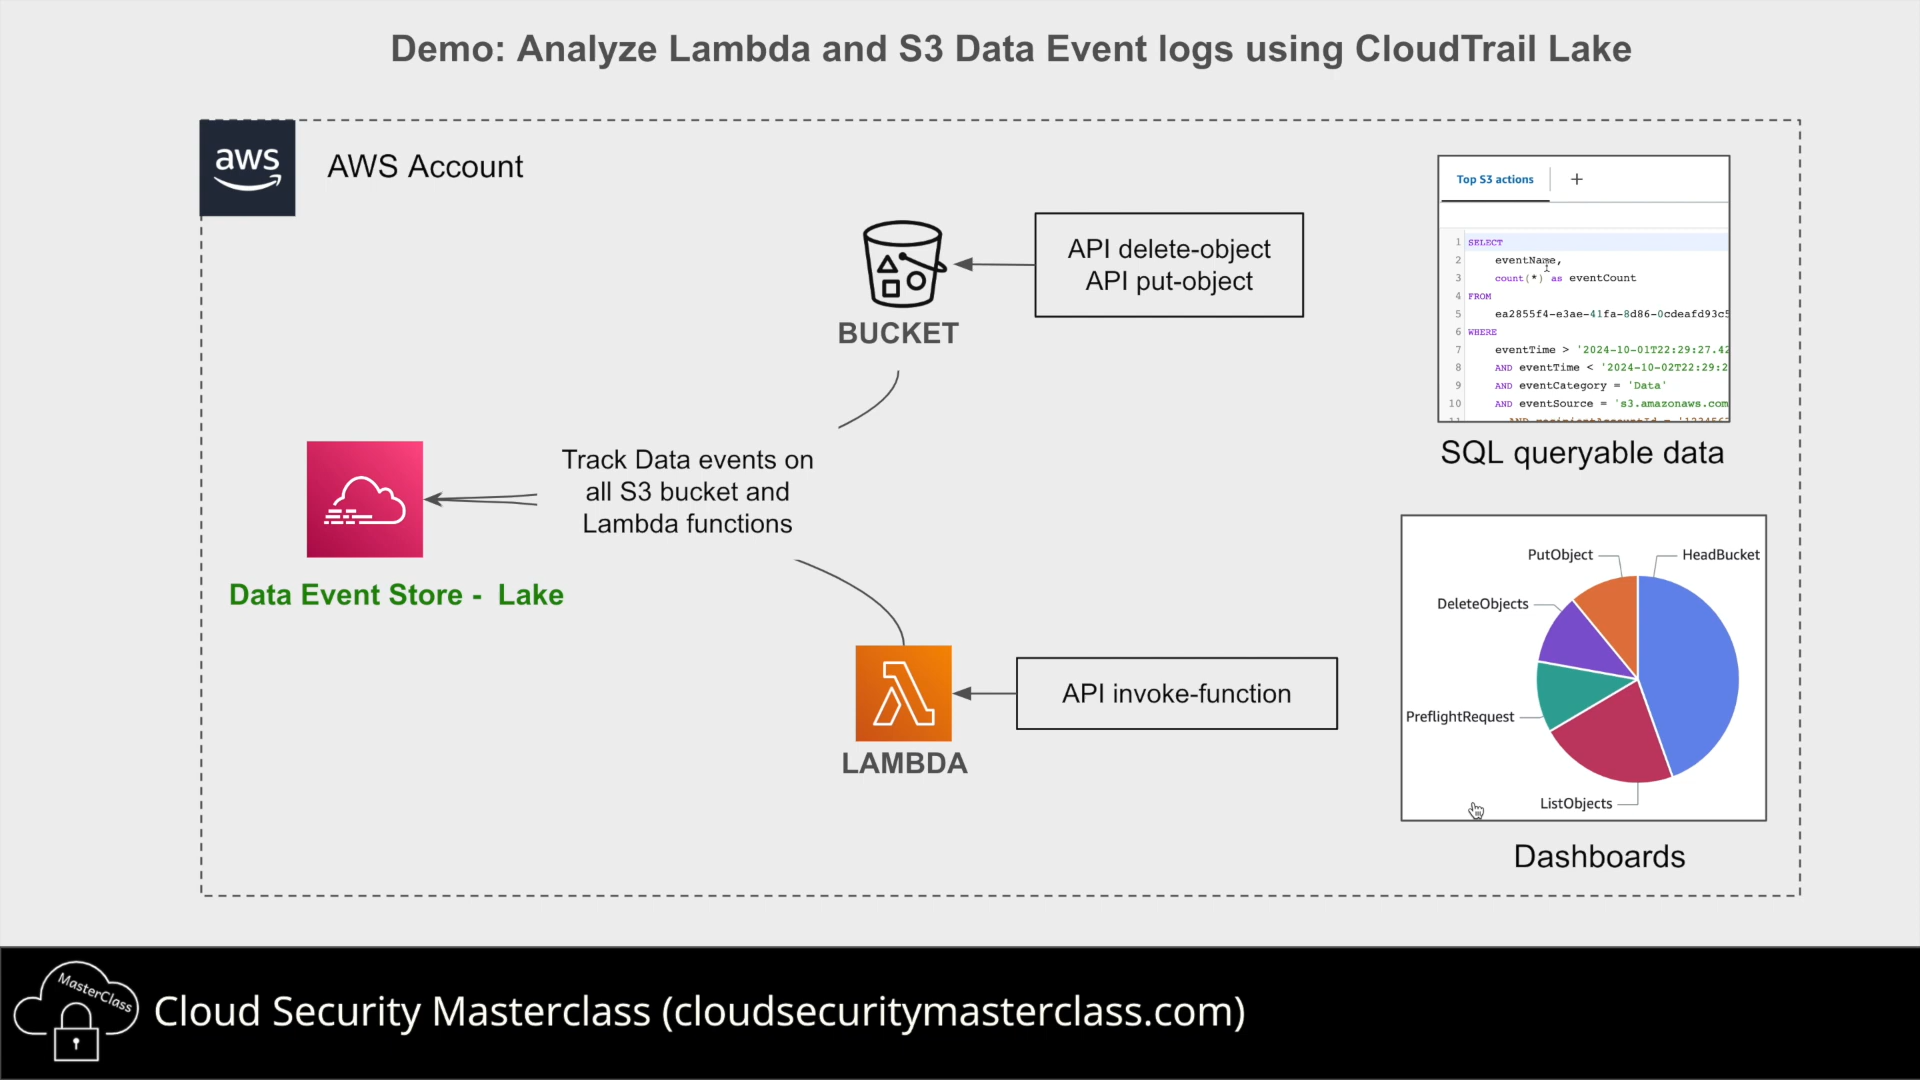 Demo: Analyze Lambda and S3 Data Event logs using CloudTrail Lake
aws
AWS Account
API delete-object
API put-object
BUCKET
Track Data events on
all S3 bucket and
Lambda functions
Data Event Store - Lake
API invoke-function
LAMBDA
Top S3 actions
+
1 SELECT
2 eventName,
3 count(*) as eventCount
4 FROM
5 ea2855f4-e3ae-41fa-8d86-0cdeafd93c5
6 WHERE
7 eventTime > '2024-10-01T22:29:27.42
8 AND eventTime < '2024-10-02T22:29:2
9 AND eventCategory = 'Data'
10 AND eventSource = 's3.amazonaws.com
SQL queryable data
PutObject
HeadBucket
DeleteObjects
PreflightRequest
ListObjects
Dashboards
MasterClass
Cloud Security Masterclass (cloudsecuritymasterclass.com)